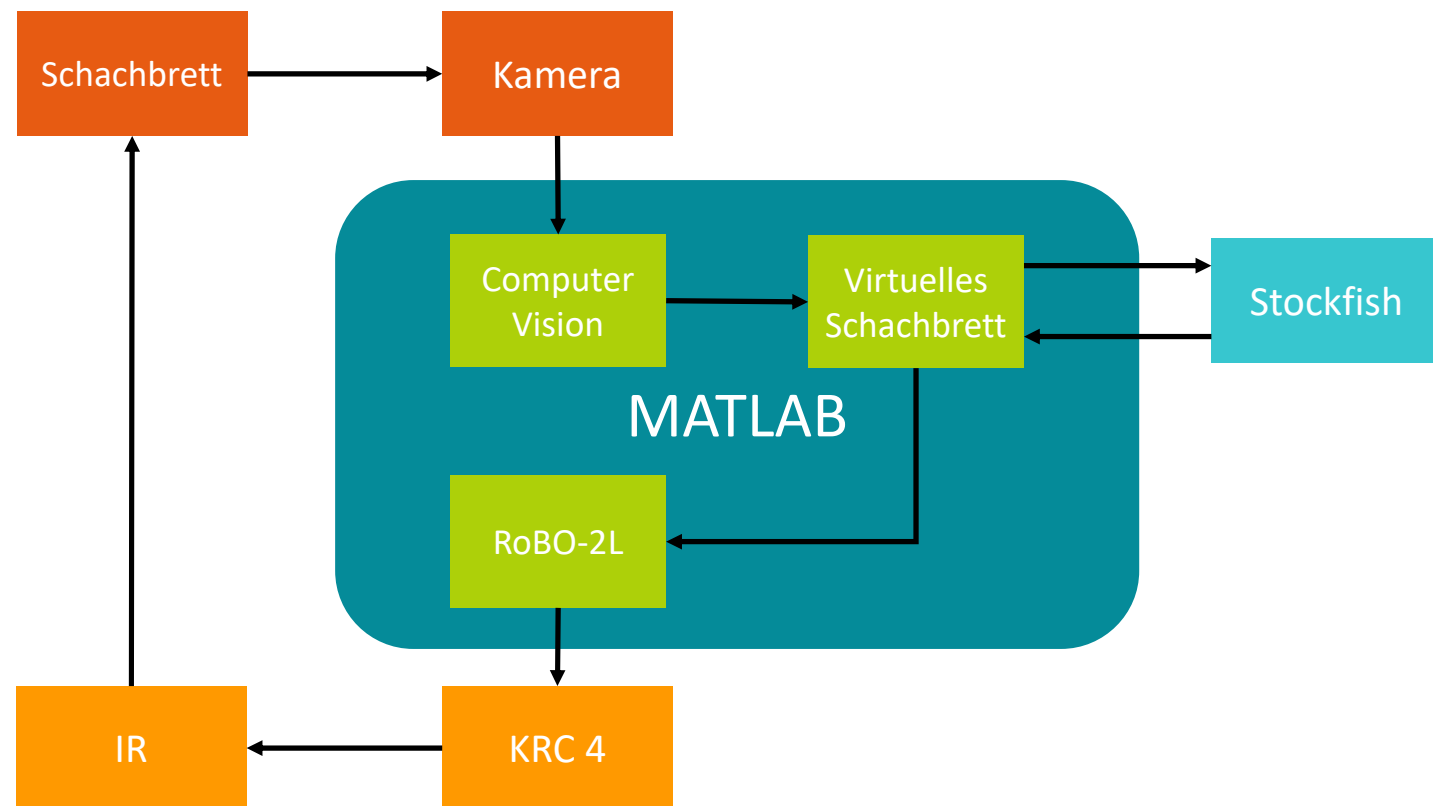 Schachbrett
Kamera
Computer
Vision
Virtuelles
Schachbrett
Stockfish
MATLAB
RoBO-2L
IR
KRC 4